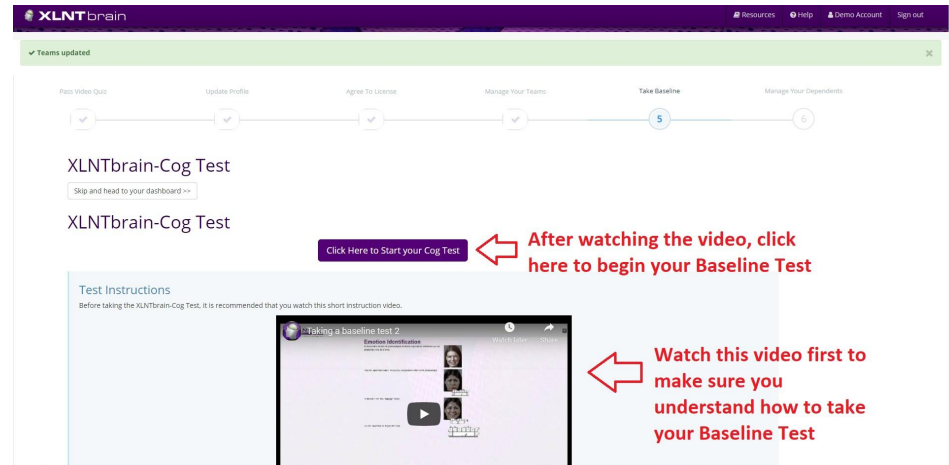 XLNTbrain
Resources Help Demo Account Sign out
Teams updated
Pass Video Quiz Update Profile Agree To License Manage Your Teams Take Baseline Manage Your Dependents
5 6
XLNTbrain-Cog Test
Skip and head to your dashboard >>
XLNTbrain-Cog Test
Click Here to Start your Cog Test
After watching the video, click
here to begin your Baseline Test
Test Instructions
Before taking the XLNTbrain-Cog Test, it is recommended that you watch this short instruction video.
Taking a baseline test 2
Watch later Share
Emotion Identification
Watch this video first to
make sure you
understand how to take
your Baseline Test